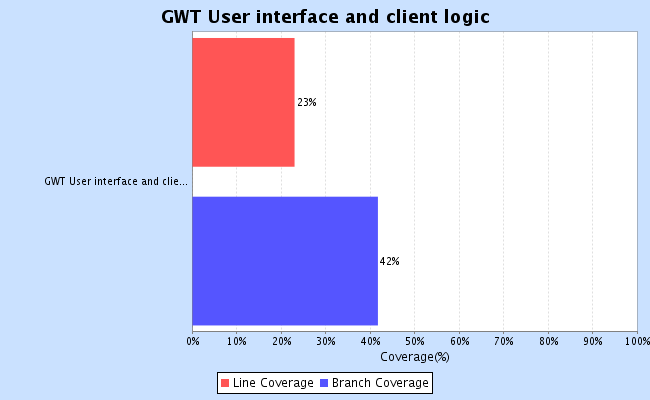 GWT User interface and client logic
23%
GWT User interface and clie...
42%
0% 10% 20% 30% 40% 50% 60% 70% 80% 90% 100%
Coverage(%)
Line Coverage Branch Coverage